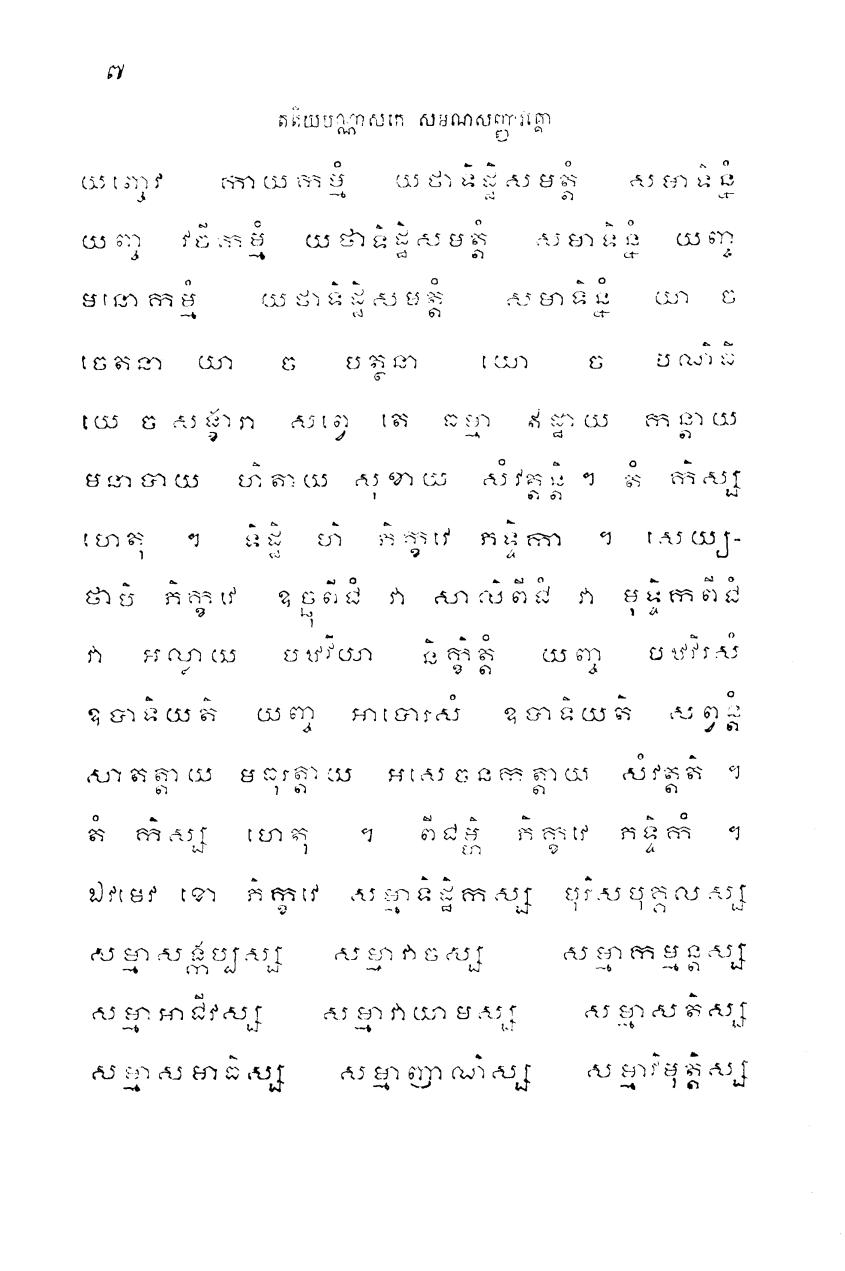 ៧
តតិយបណ្ណាសកេ សមណសញ្ញាវគ្គោ
យញ្ចេវ កាយកម្មំ យថាទិដ្ឋិសមត្តំ សមាទិន្នំ
យញ្ច វចីកម្មំ យថាទិដ្ឋិសមត្តំ សមាទិន្នំ យញ្ច
មនោកម្មំ យថាទិដ្ឋិសមត្តំ សមាទិន្នំ យា ច
ចេតនា យា ច បត្ថនា យោ ច បណិធិ
យេ ច សង្ខារា សព្វេ តេ ធម្មា ឥដ្ឋាយ កន្តាយ
មនាបាយ ហិតាយ សុខាយ សំវត្តន្តិ ។ តំ កិស្ស
ហេតុ ។ ទិដ្ឋិ ហិ ភិក្ខវេ ភទ្ទិកា ។ សេយ្យ-
ថាបិ ភិក្ខវេ ឧច្ឆុពីជំ វា សាលិពីជំ វា មុទ្ទិកពីជំ
វា អល្លាយ បឋវិយា និក្ខិត្តំ យញ្ច បឋវិរសំ
ឧបាទិយតិ យញ្ច អាបោរសំ ឧបាទិយតិ សព្វន្តំ
សាតត្តាយ មធុរត្តាយ អសេចនកត្តាយ សំវត្តតិ ។
តំ កិស្ស ហេតុ ។ ពីជម្ហិ ភិក្ខវេ ភទ្ទិកំ ។
ឯវមេវ ខោ ភិក្ខវេ សម្មាទិដ្ឋិកស្ស បុរិសបុគ្គលស្ស
សម្មាសង្កប្បស្ស សម្មាវាចស្ស សម្មាកម្មន្តស្ស
សម្មាអាជីវស្ស សម្មាវាយាមស្ស សម្មាសតិស្ស
សម្មាសមាធិស្ស សម្មាញាណិស្ស សម្មាវិមុត្តិស្ស